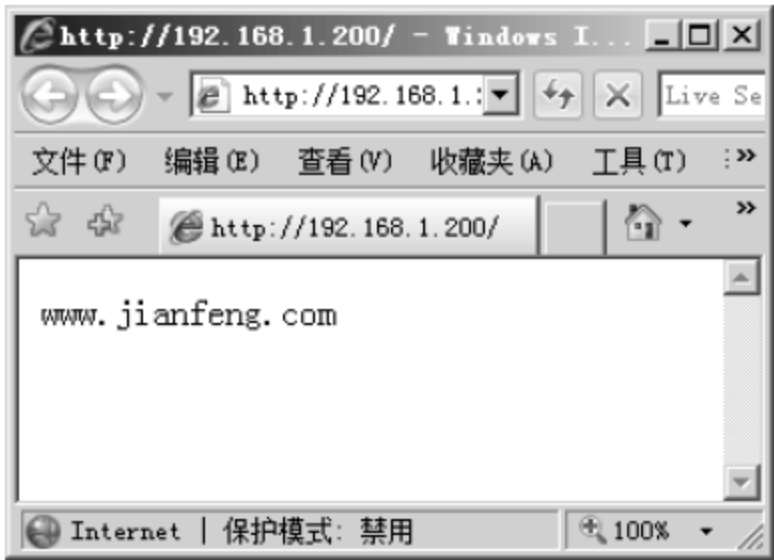 http://192.168.1.200/ - Windows I...
http://192.168.1.: Live Se
文件(F) 编辑(E) 查看(V) 收藏夹(A) 工具(T) »
http://192.168.1.200/ »
www.jianfeng.com
Internet | 保护模式: 禁用 100%